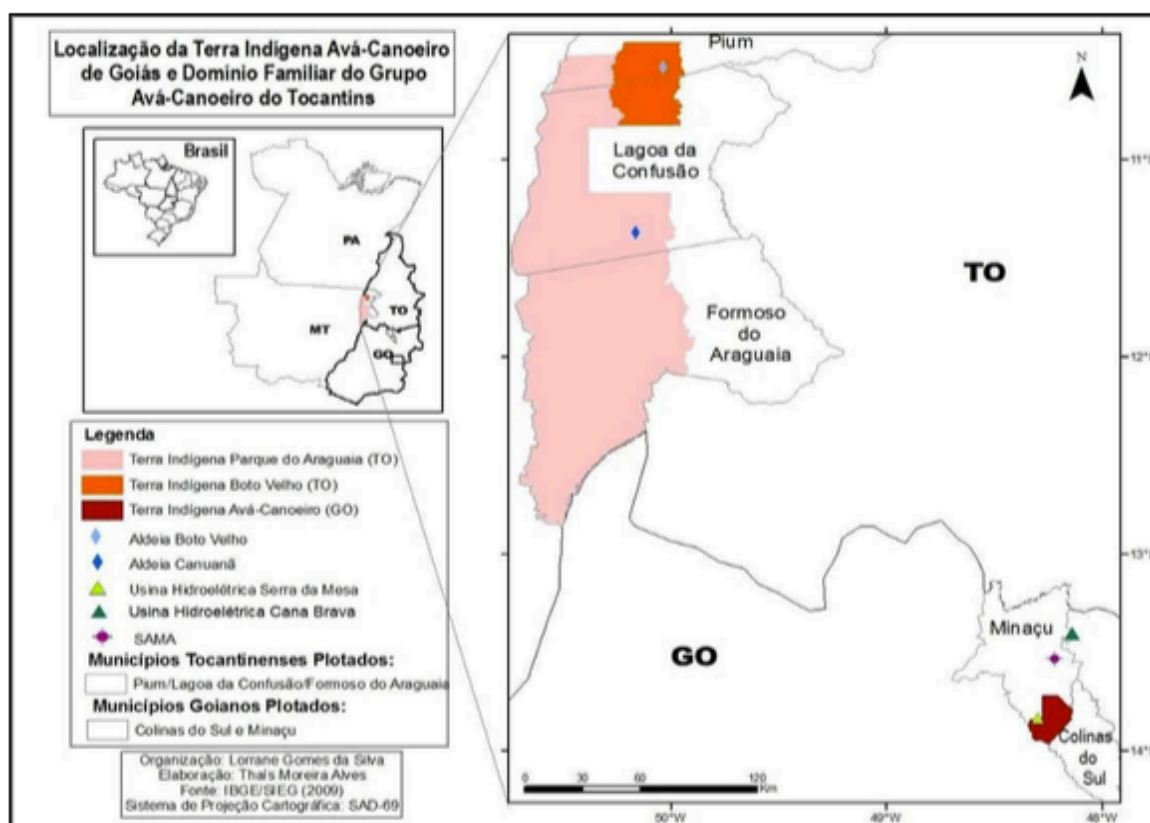 Localização da Terra Indígena Avá-Canoeiro
de Goiás e Dominio Familiar do Grupo
Avá-Canoeiro do Tocantins
Brasil
PA
MT
TO
GO
Legenda
Terra Indígena Parque do Araguaia (TO)
Terra Indígena Boto Velho (TO)
Terra Indígena Avá-Canoeiro (GO)
Aldeia Boto Velho
Aldeia Canuanã
Usina Hidroelétrica Serra da Mesa
Usina Hidroelétrica Cana Brava
SAMA
Municípios Tocantinenses Plotados:
Pium/Lagoa da Confusão/Formoso do Araguaia
Municípios Goianos Plotados:
Colinas do Sul e Minaçu
Organização: Lorrane Gomes da Silva
Elaboração: Thaís Moreira Alves
Fonte: IBGE/SIEG (2009)
Sistema de Projeção Cartográfica: SAD-69
Pium
N
Lagoa da
Confusão
11°S
TO
Formoso
do
Araguaia
12°S
13°S
Minaçu
GO
Colinas
do
Sul
14°S
0 30 60 120
Km
50°W
49°W
48°W